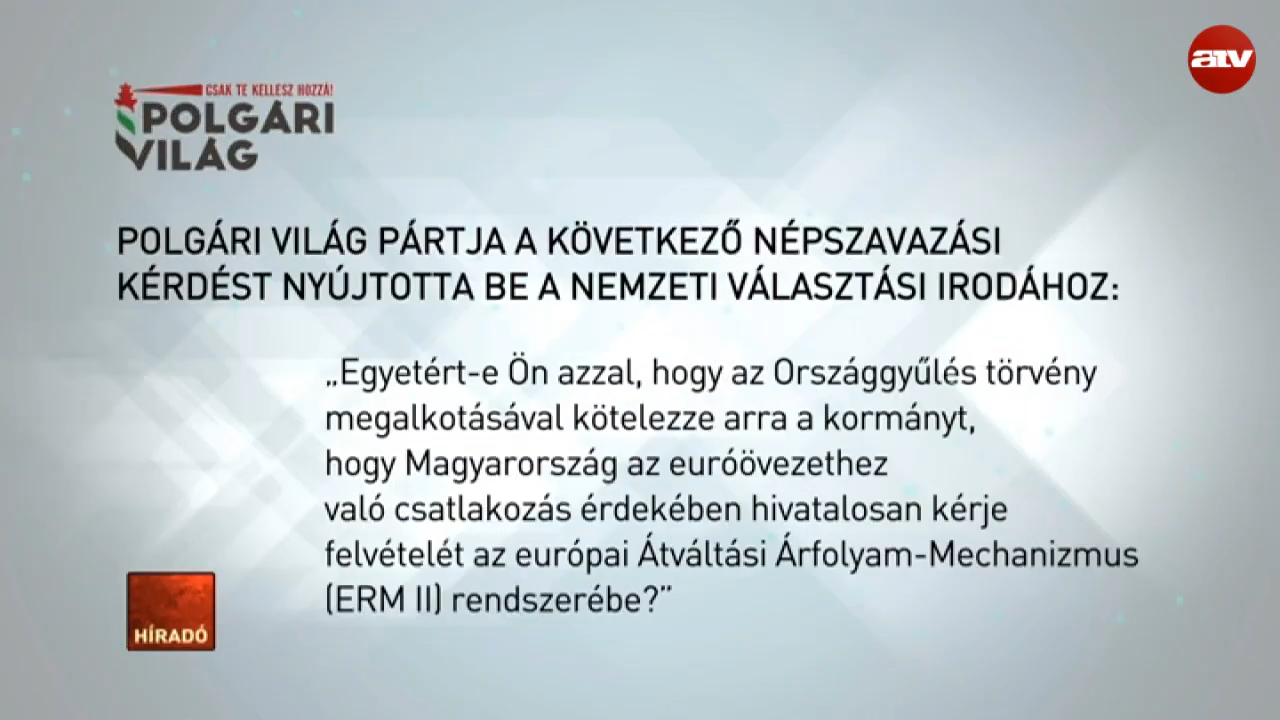 atv
CSAK TE KELLESZ HOZZÁ!
POLGÁRI
VILÁG
POLGÁRI VILÁG PÁRTJA A KÖVETKEZŐ NÉPSZAVAZÁSI
KÉRDÉST NYÚJTOTTA BE A NEMZETI VÁLASZTÁSI IRODÁHOZ:
„Egyetért-e Ön azzal, hogy az Országgyűlés törvény
megalkotásával kötelezze arra a kormányt,
hogy Magyarország az euróövezethez
való csatlakozás érdekében hivatalosan kérje
felvételét az európai Átváltási Árfolyam-Mechanizmus
(ERM II) rendszerébe?”
HÍRADÓ